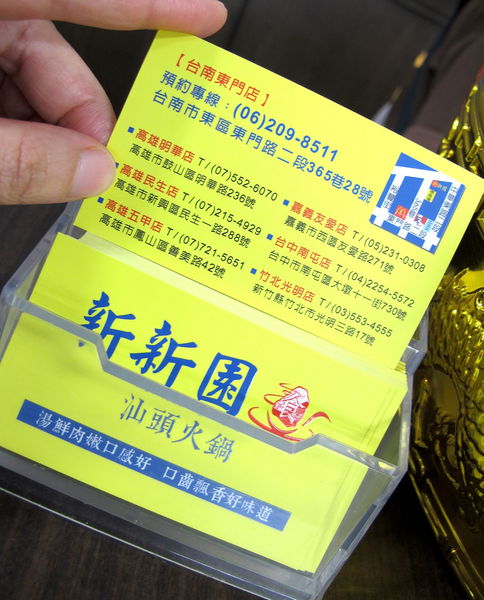 【台南東門店】
預約專線：(06)209-8511
台南市東區東門路二段365巷28號
高雄明華店 T/(07)552-6070
高雄市鼓山區明華路236號
高雄民生店 T/(07)215-4929
高雄市新興區民生一路288號
高雄五甲店 T/(07)721-5651
高雄市鳳山區善美路42號
嘉義友愛店 T/(05)231-0308
嘉義市西區友愛路271號
台中南屯店 T/(04)2254-5572
台中市南屯區大墩十一街730號
竹北光明店 T/(03)553-4555
新竹縣竹北市光明三路17號
新新園
汕頭火鍋
湯鮮肉嫩口感好 口齒飄香好味道